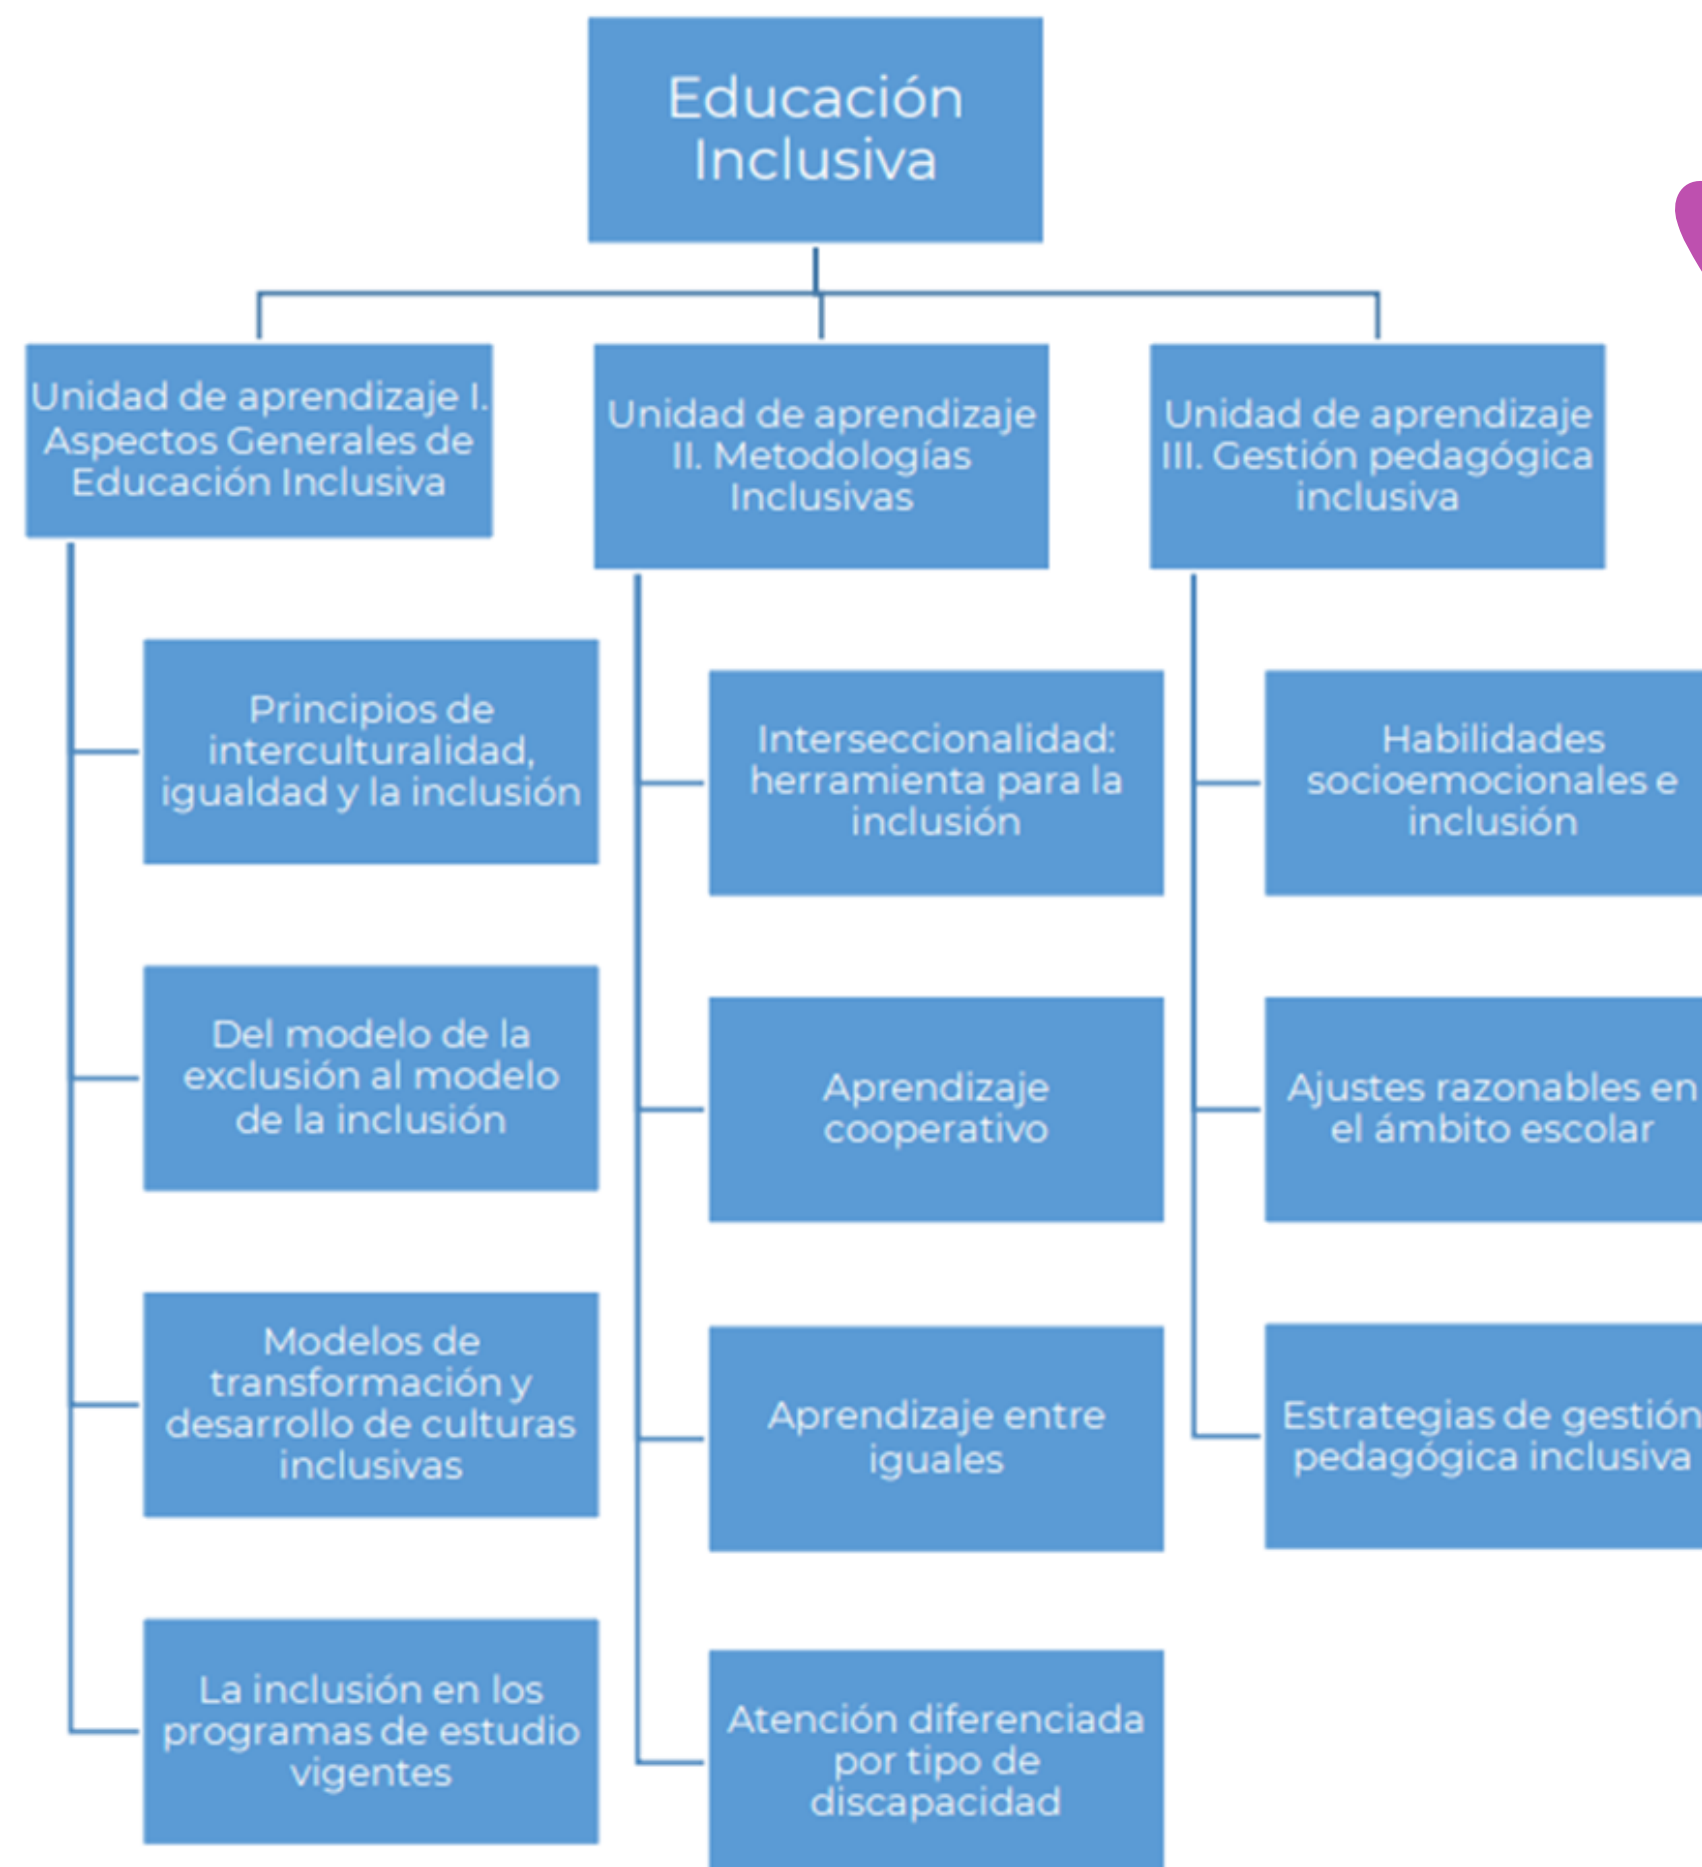 Educación
Inclusiva
Unidad de aprendizaje I.
Aspectos Generales de
Educación Inclusiva
Principios de
interculturalidad,
igualdad y la inclusión
Del modelo de la
exclusión al modelo
de la inclusión
Modelos de
transformación y
desarrollo de culturas
inclusivas
La inclusión en los
programas de estudio
vigentes
Unidad de aprendizaje
II. Metodologías
Inclusivas
Interseccionalidad:
herramienta para la
inclusión
Aprendizaje
cooperativo
Aprendizaje entre
iguales
Atención diferenciada
por tipo de
discapacidad
Unidad de aprendizaje
III. Gestión pedagógica
inclusiva
Habilidades
socioemocionales e
inclusión
Ajustes razonables en
el ámbito escolar
Estrategias de gestión
pedagógica inclusiva